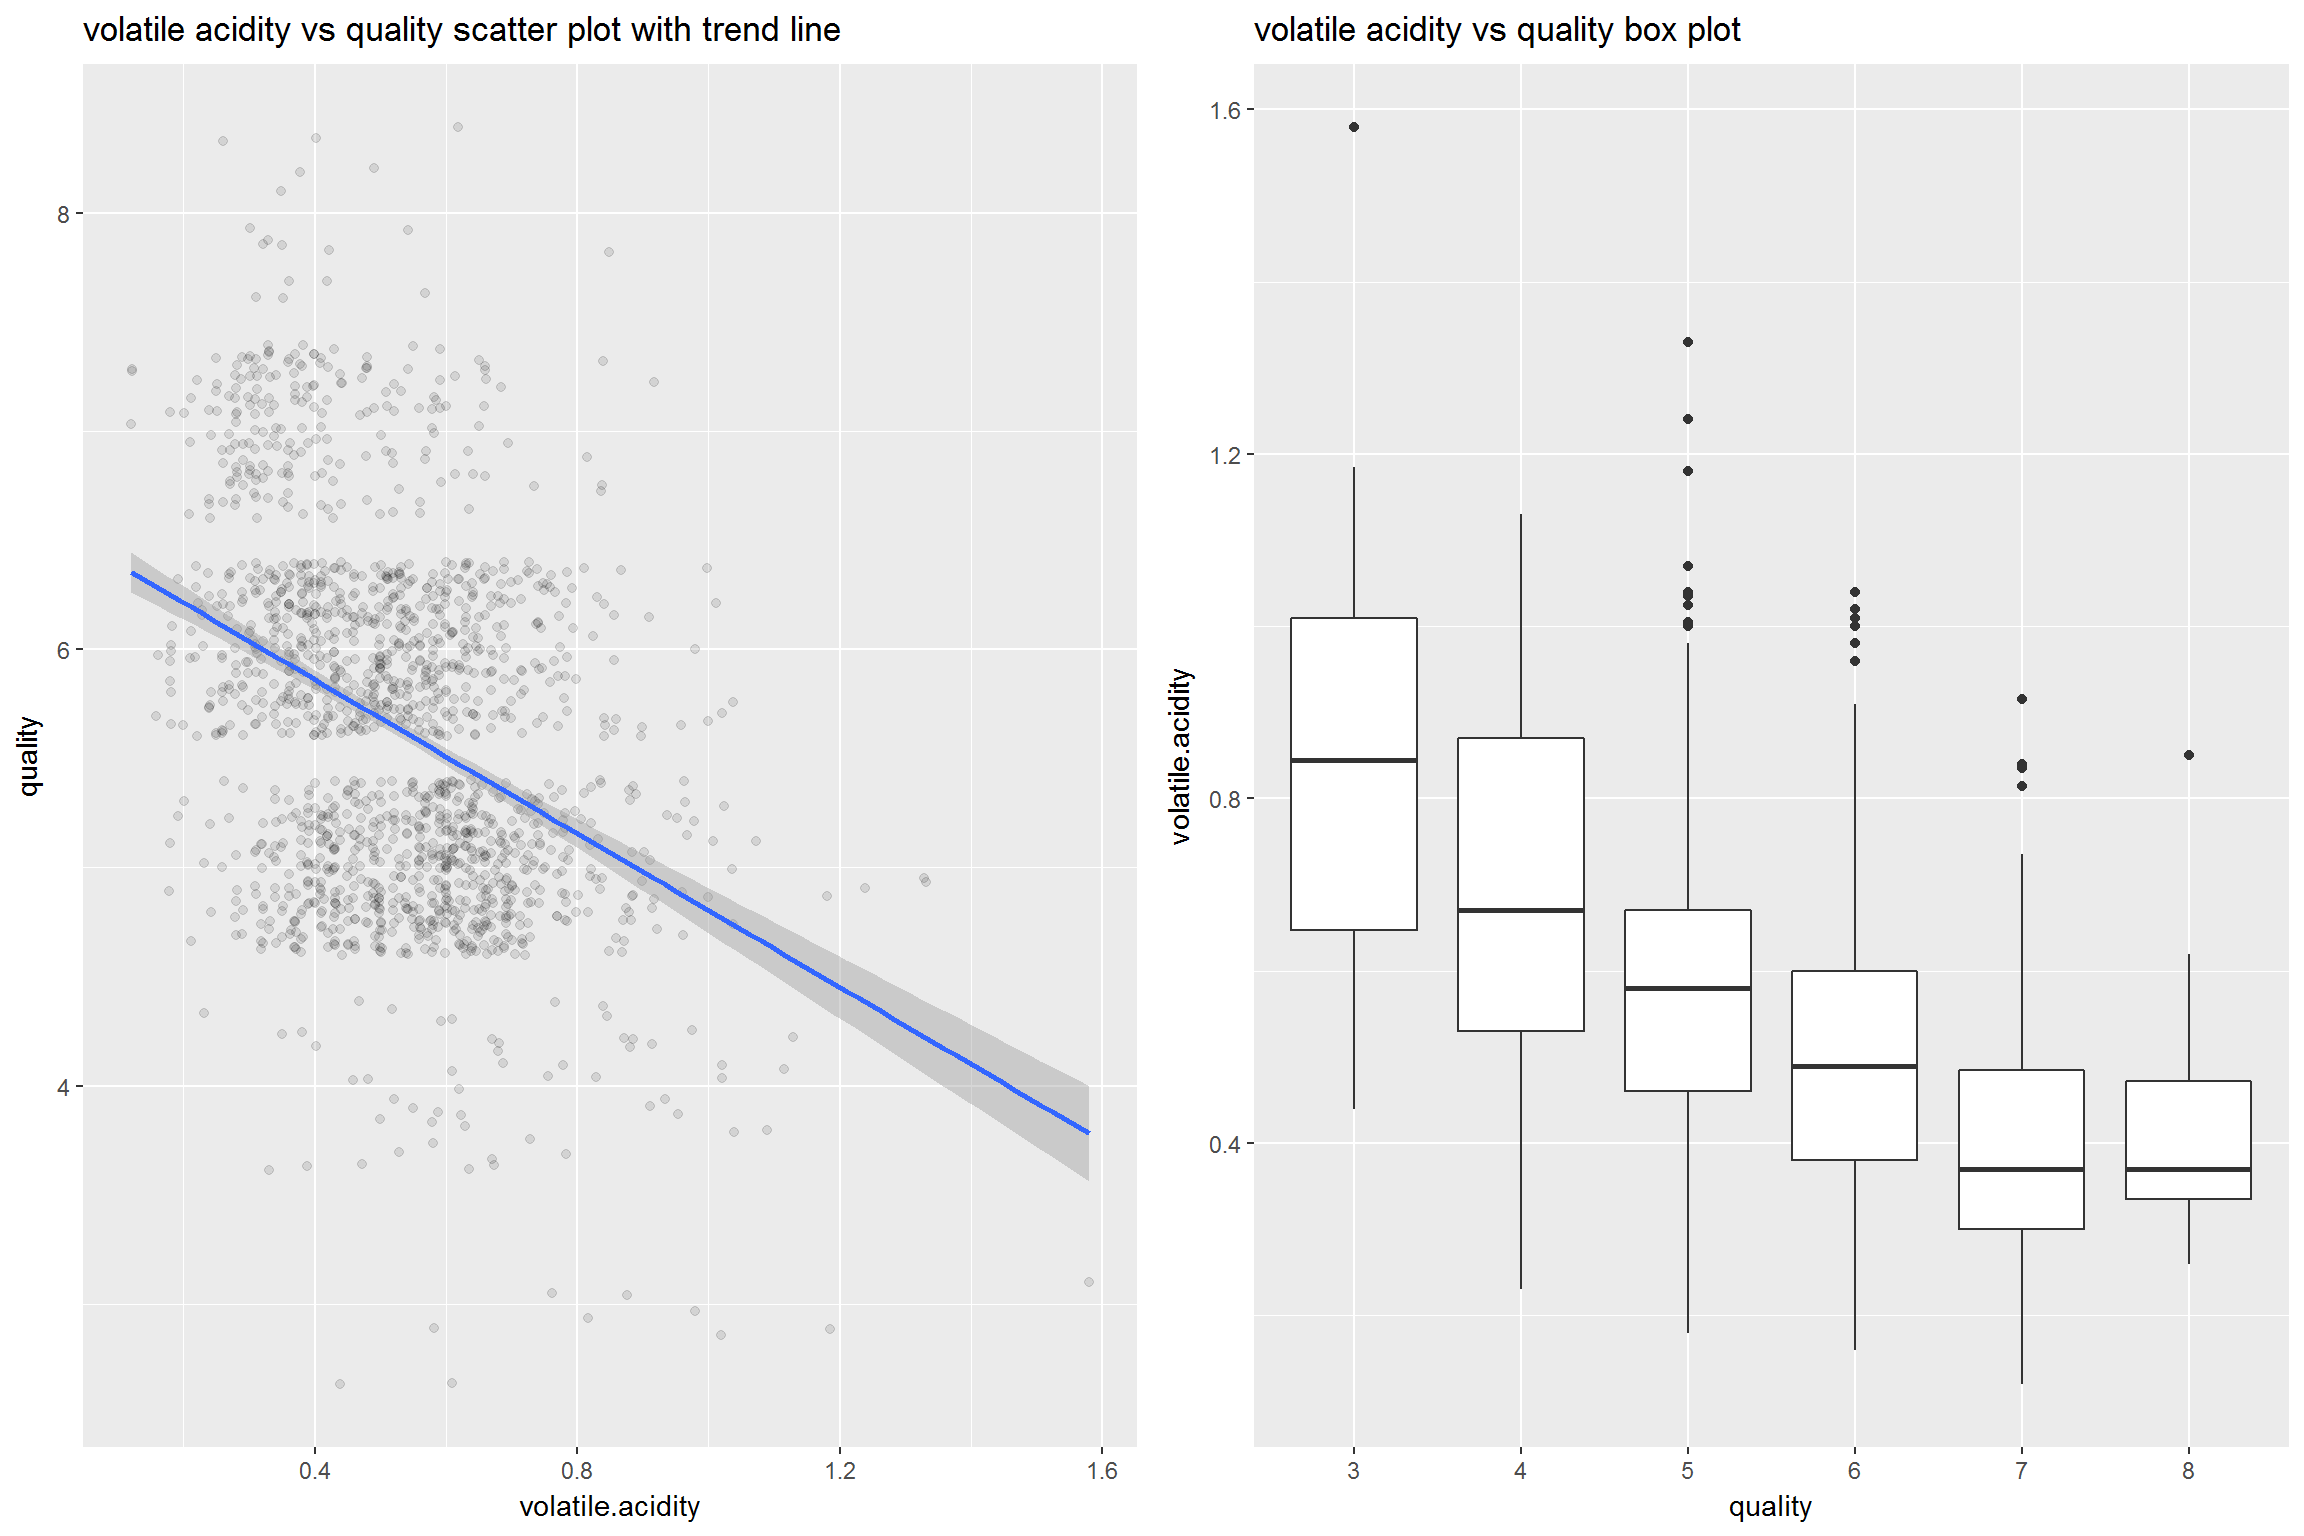 volatile acidity vs quality scatter plot with trend line
8
6
4
quality
0.4 0.8 1.2 1.6
volatile.acidity
volatile acidity vs quality box plot
1.6
1.2
0.8
0.4
volatile.acidity
3 4 5 6 7 8
quality